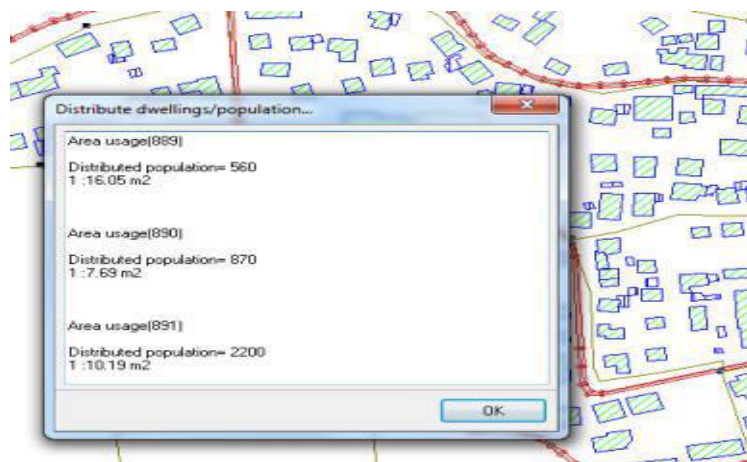 Distribute dwellings/population...
Area usage(889)
Distributed population= 560
1 :16.05 m2
Area usage(890)
Distributed population= 870
1 :7.69 m2
Area usage(891)
Distributed population= 2200
1 :10.19 m2
OK